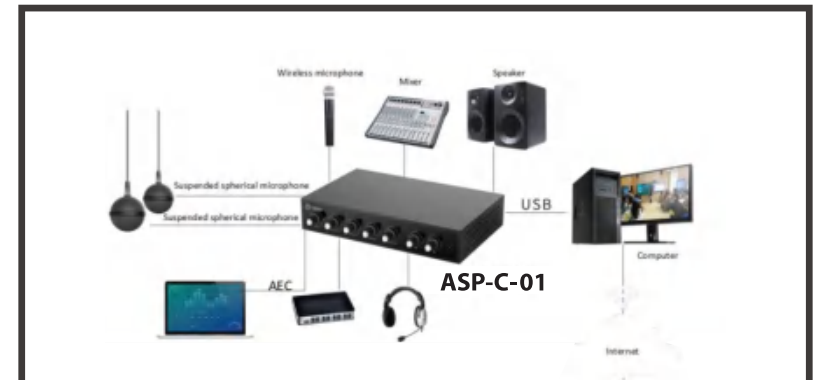 Wireless microphone
Mixer
Speaker
Suspended spherical microphone
Suspended spherical microphone
USB
Computer
ASP-C-01
AEC
Internet